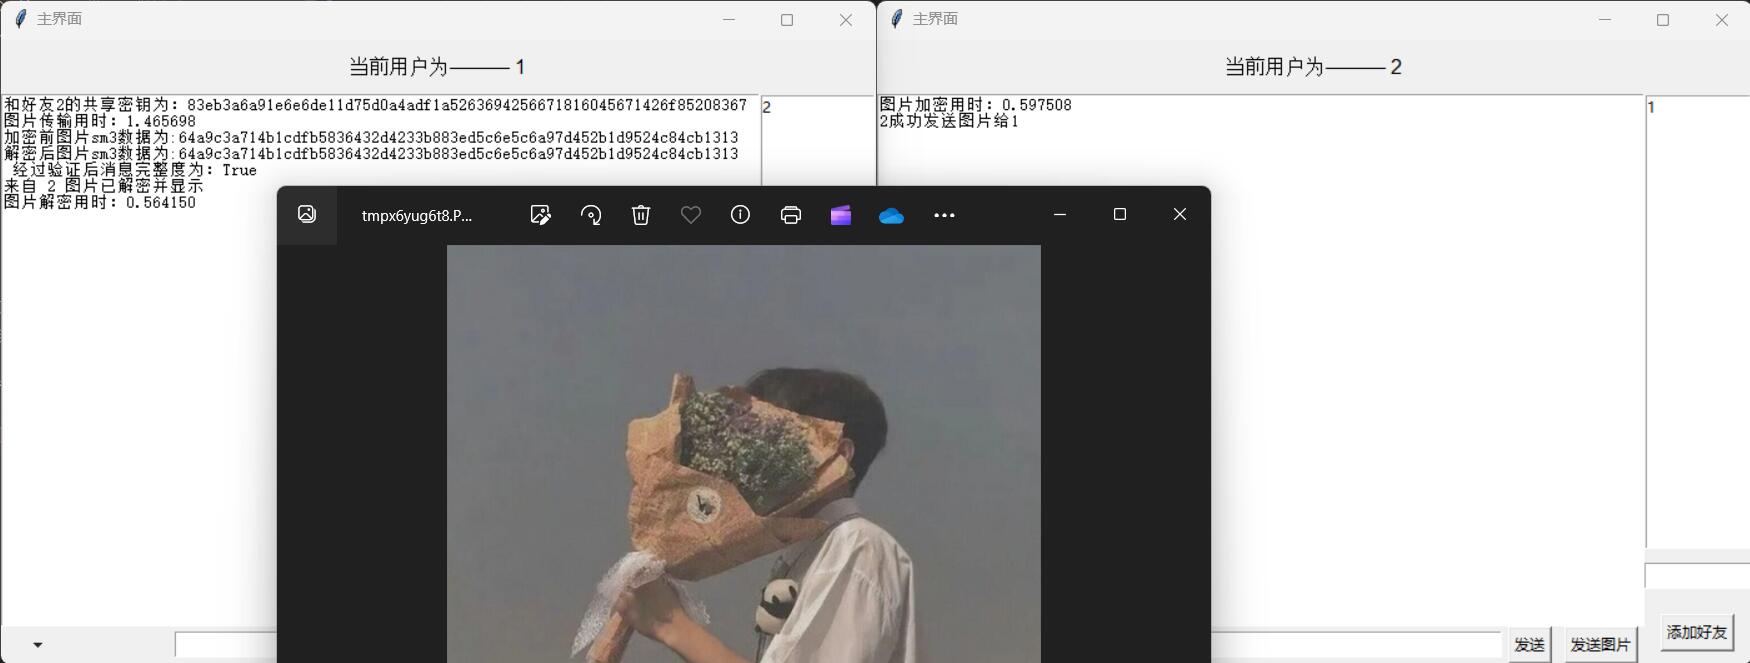 主界面
当前用户为——— 1
和好友2的共享密钥为: 83eb3a6a91e6e6de11d75d0a4adf1a5263694256671816045671426f85208367
图片传输用时: 1.465698
加密前图片sm3数据为:64a9c3a714b1cdfb5836432d4233b883ed5c6e5c6a97d452b1d9524c84cb1313
解密后图片sm3数据为:64a9c3a714b1cdfb5836432d4233b883ed5c6e5c6a97d452b1d9524c84cb1313
经过验证后消息完整度为: True
来自 2 图片已解密并显示
图片解密用时: 0.564150
2
tmpx6yug6t8.P...
主界面
当前用户为——— 2
图片加密用时: 0.597508
2成功发送图片给1
1
发送
发送图片
添加好友